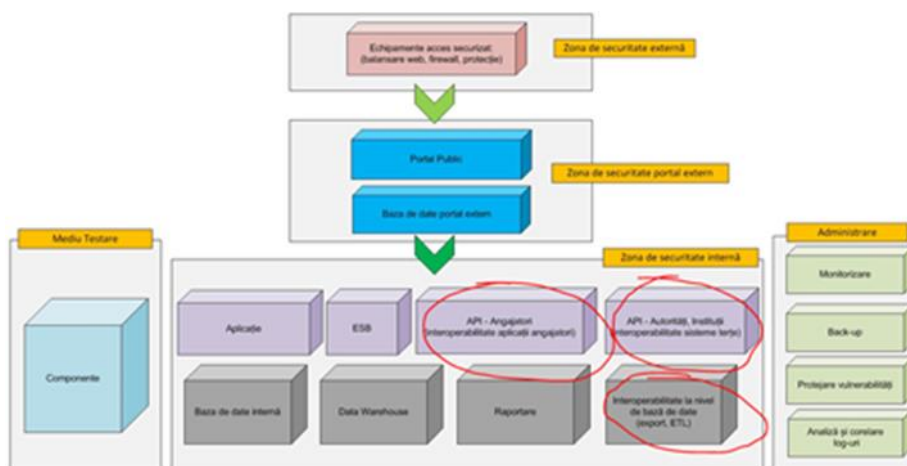 Echipamente acces securizat
(balansare web, firewall, protecție)
Zona de securitate externă
Portal Public
Zona de securitate portal extern
Baza de date portal extern
Mediu Testare
Zona de securitate internă
Administrare
Monitorizare
Aplicație
ESB
API - Angajatori
(interoperabilitate aplicații angajatori)
API - Autorități, Instituții
(interoperabilitate sisteme terțe)
Back-up
Componente
Baza de date internă
Data Warehouse
Raportare
Interoperabilitate la nivel
de bază de date
(export, ETL)
Protejare vulnerabilități
Analiză și corelare
log-uri